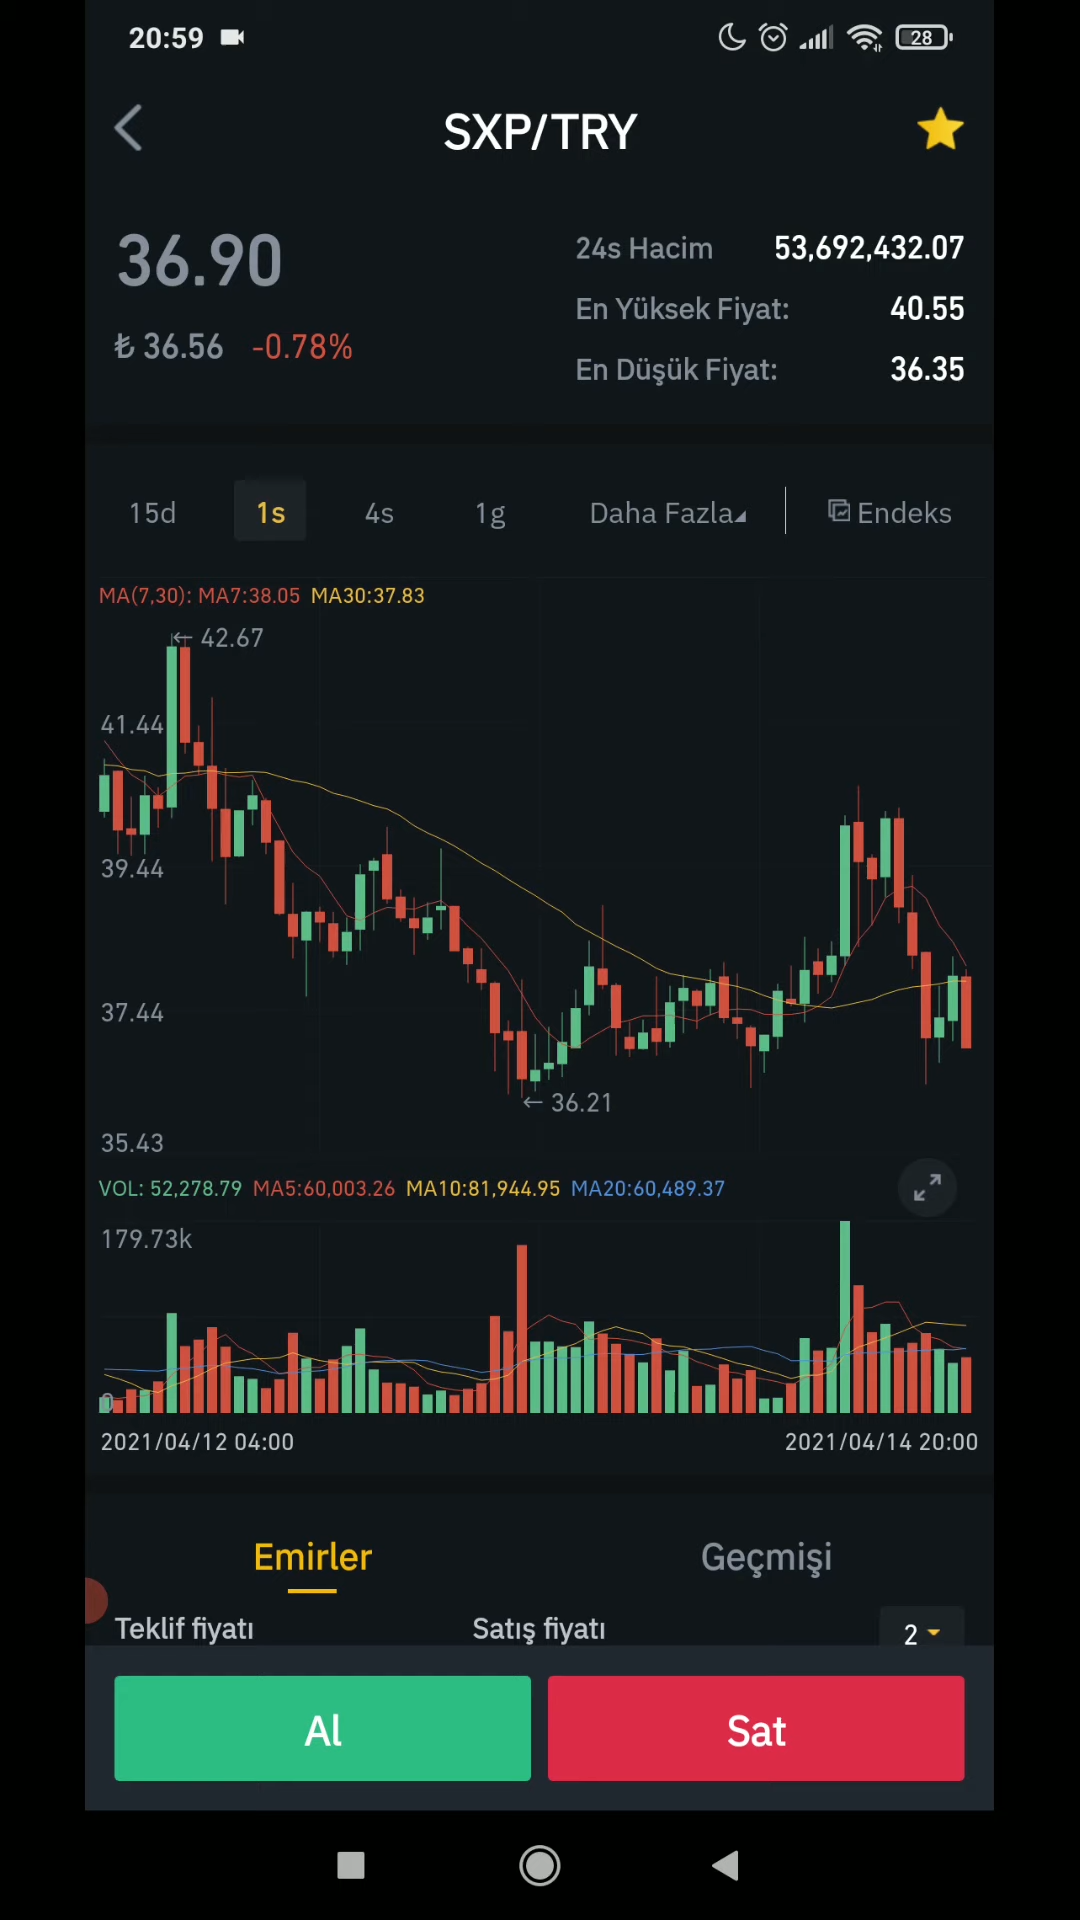 20:59 28
SXP/TRY
36.90
₺ 36.56 -0.78%
24s Hacim 53,692,432.07
En Yüksek Fiyat: 40.55
En Düşük Fiyat: 36.35
15d 1s 4s 1g Daha Fazla Endeks
MA(7,30): MA7:38.05 MA30:37.83
42.67
41.44
39.44
37.44
36.21
35.43
VOL: 52,278.79 MA5:60,003.26 MA10:81,944.95 MA20:60,489.37
179.73k
0
2021/04/12 04:00 2021/04/14 20:00
Emirler Geçmişi
Teklif fiyatı Satış fiyatı 2
Al Sat